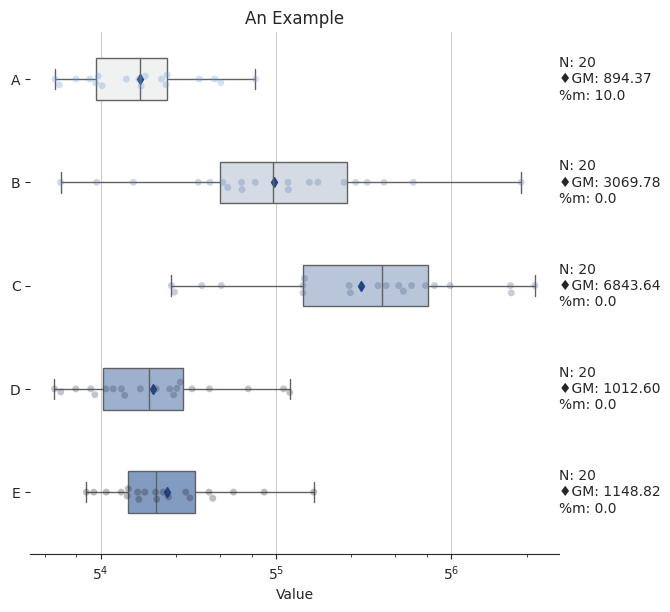 An Example
A
N: 20
♦GM: 894.37
%m: 10.0
B
N: 20
♦GM: 3069.78
%m: 0.0
C
N: 20
♦GM: 6843.64
%m: 0.0
D
N: 20
♦GM: 1012.60
%m: 0.0
E
N: 20
♦GM: 1148.82
%m: 0.0
5⁴ 5⁵ 5⁶
Value